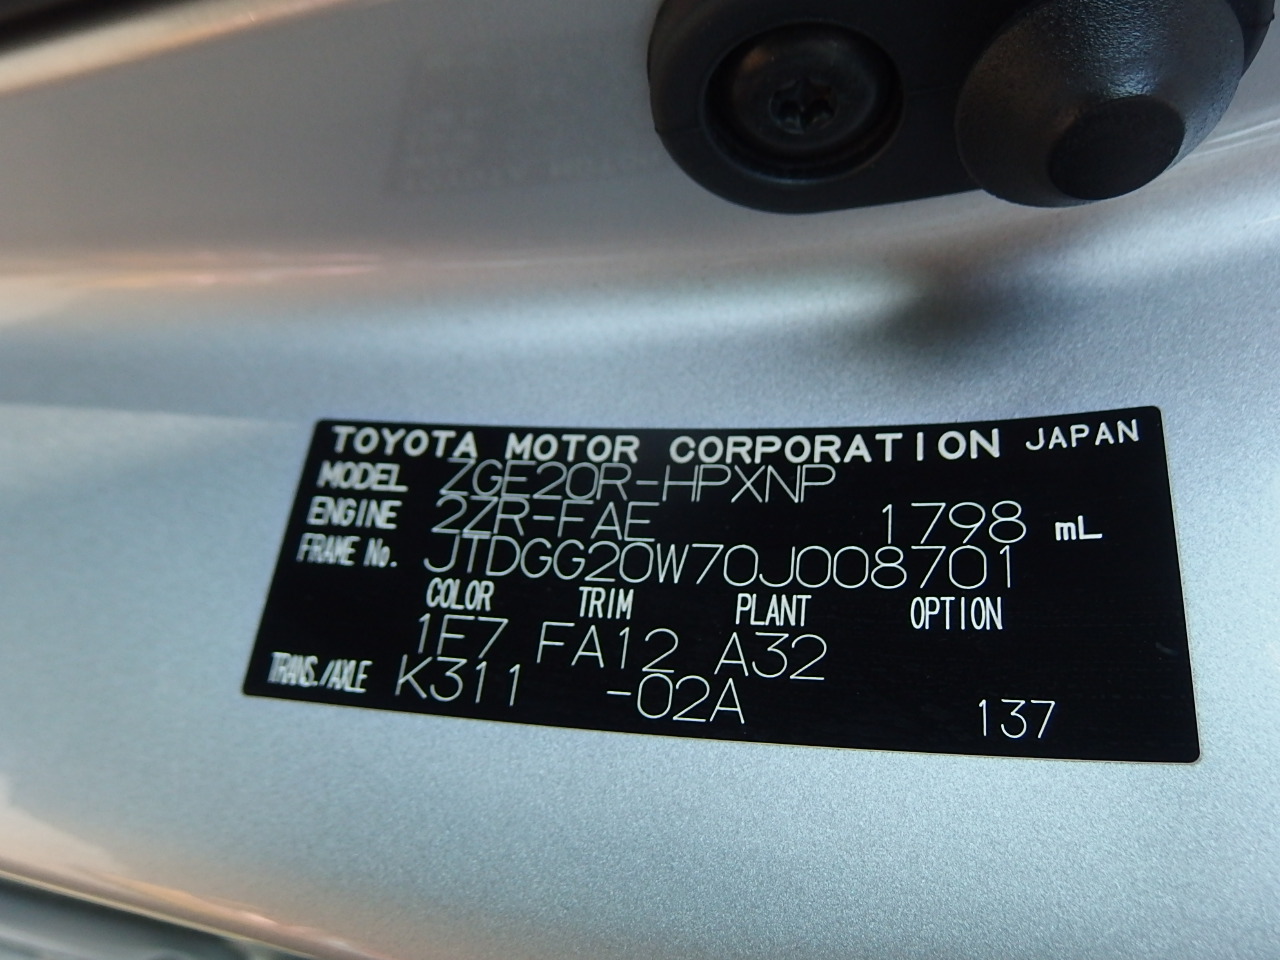 TOYOTA MOTOR CORPORATION JAPAN
MODEL ZGE20R-HPXNP
ENGINE 2ZR-FAE 1798 mL
FRAME No. JTDGG20W70J008701
COLOR TRIM PLANT OPTION
1F7 FA12 A32
TRANS./AXLE K311 -02A 137